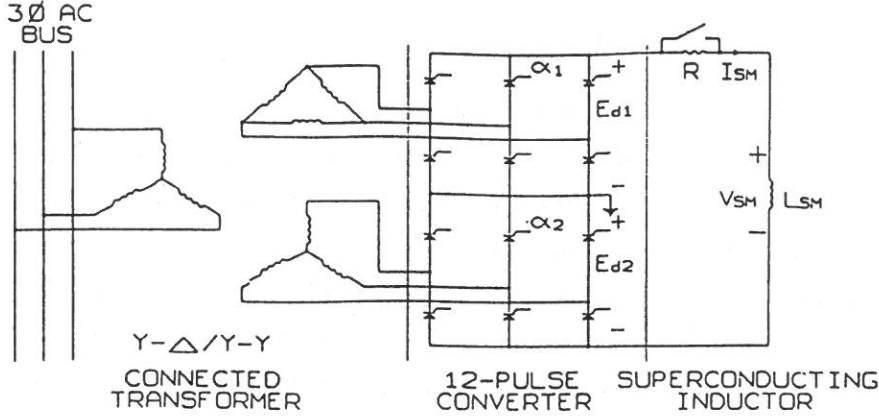 3Ø AC
BUS
α1
+
Ed1
-
α2
+
Ed2
-
R
ISM
+
VSM
LSM
-
Y-△/Y-Y
CONNECTED
TRANSFORMER
12-PULSE
CONVERTER
SUPERCONDUCTING
INDUCTOR